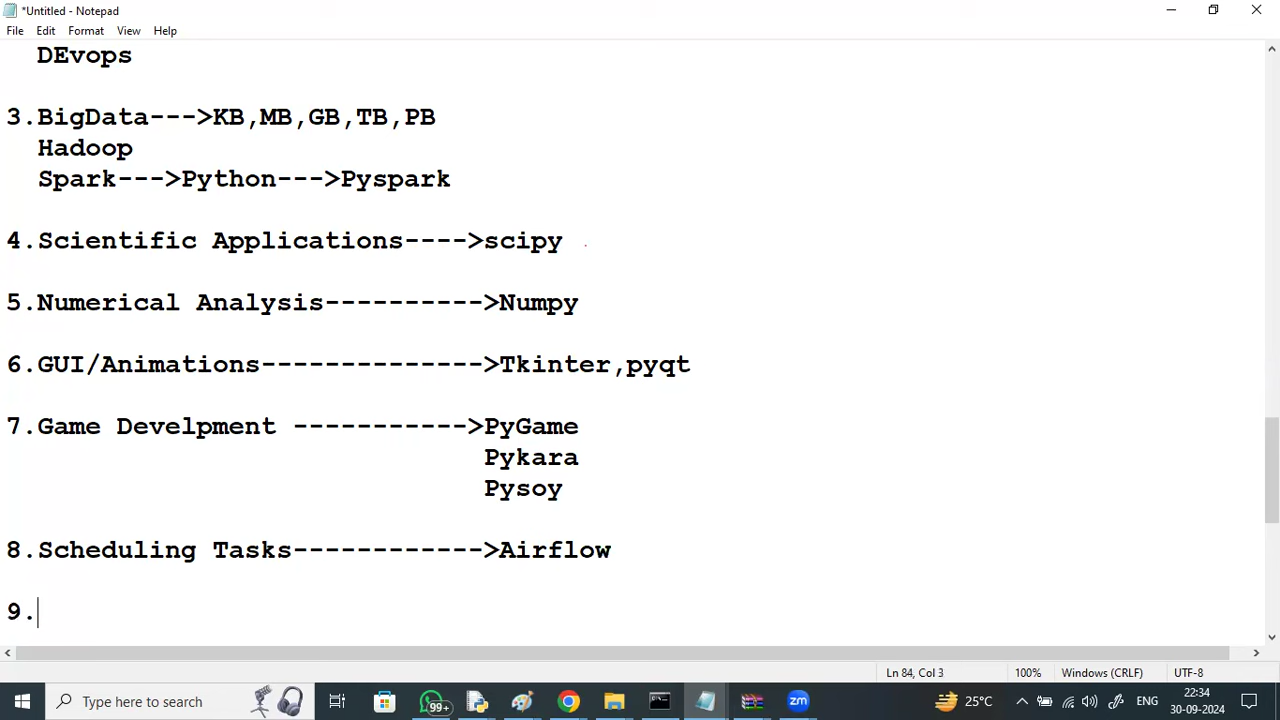 *Untitled - Notepad
File Edit Format View Help
DEvops
3.BigData--->KB,MB,GB,TB,PB
Hadoop
Spark--->Python--->Pyspark
4.Scientific Applications---->scipy
5.Numerical Analysis---------->Numpy
6.GUI/Animations-------------->Tkinter,pyqt
7.Game Develpment ----------->PyGame
Pykara
Pysoy
8.Scheduling Tasks------------>Airflow
9.
Ln 84, Col 3 100% Windows (CRLF) UTF-8
Type here to search 99+ zm 25°C ENG 22:34
30-09-2024